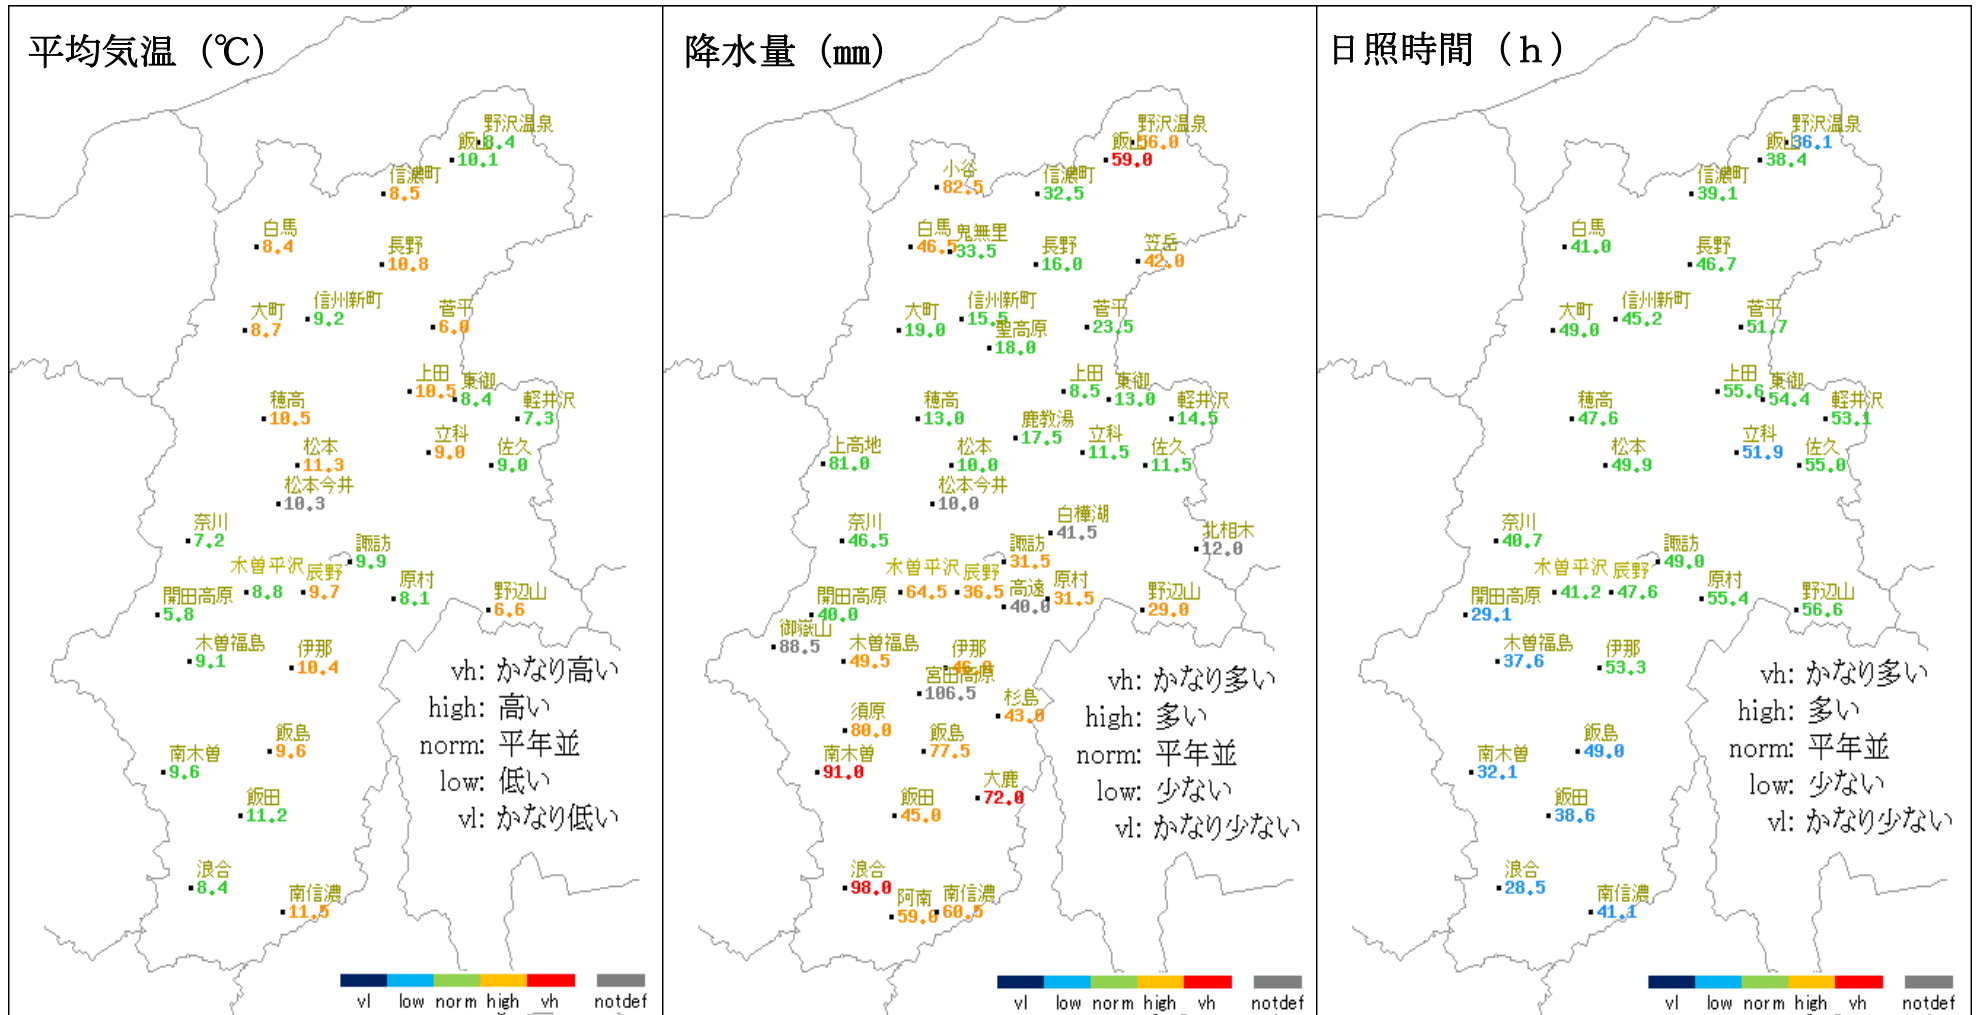 平均気温（℃）
野沢温泉
8.4
飯山
10.1
信濃町
8.5
白馬
8.4
長野
10.8
大町
8.7
信州新町
9.2
菅平
6.0
上田
10.5
東御
8.4
軽井沢
7.3
穂高
10.5
立科
9.0
佐久
9.0
松本
11.3
松本今井
10.3
奈川
7.2
諏訪
9.9
木曽平沢
8.8
辰野
9.7
開田高原
5.8
原村
8.1
野辺山
6.6
木曽福島
9.1
伊那
10.4
飯島
9.6
南木曽
9.6
飯田
11.2
浪合
8.4
南信濃
11.5
vh: かなり高い
high: 高い
norm: 平年並
low: 低い
vl: かなり低い
vl low norm high vh notdef
降水量（㎜）
野沢温泉
56.0
飯山
59.0
小谷
82.5
信濃町
32.5
白馬
46.5
鬼無里
33.5
長野
16.0
笠岳
42.0
大町
19.0
信州新町
15.5
聖高原
18.0
菅平
23.5
上田
8.5
東御
13.0
軽井沢
14.5
穂高
13.0
鹿教湯
17.5
立科
11.5
佐久
11.5
上高地
81.0
松本
10.0
松本今井
10.0
白樺湖
41.5
北相木
12.0
奈川
46.5
諏訪
31.5
木曽平沢
64.5
辰野
36.5
高遠
40.0
原村
31.5
野辺山
29.0
開田高原
40.0
御嶽山
88.5
木曽福島
49.5
伊那
46.0
宮田高原
106.5
杉島
43.0
須原
80.0
飯島
77.5
南木曽
91.0
大鹿
72.0
飯田
45.0
浪合
98.0
阿南
59.0
南信濃
60.5
vh: かなり多い
high: 多い
norm: 平年並
low: 少ない
vl: かなり少ない
vl low norm high vh notdef
日照時間（ｈ）
野沢温泉
36.1
飯山
38.4
信濃町
39.1
白馬
41.0
長野
46.7
大町
49.0
信州新町
45.2
菅平
51.7
上田
55.6
東御
54.4
軽井沢
53.1
穂高
47.6
立科
51.9
佐久
55.0
松本
49.9
奈川
40.7
諏訪
49.0
木曽平沢
41.2
辰野
47.6
開田高原
29.1
原村
55.4
野辺山
56.6
木曽福島
37.6
伊那
53.3
飯島
49.0
南木曽
32.1
飯田
38.6
浪合
28.5
南信濃
41.1
vh: かなり多い
high: 多い
norm: 平年並
low: 少ない
vl: かなり少ない
vl low norm high vh notdef